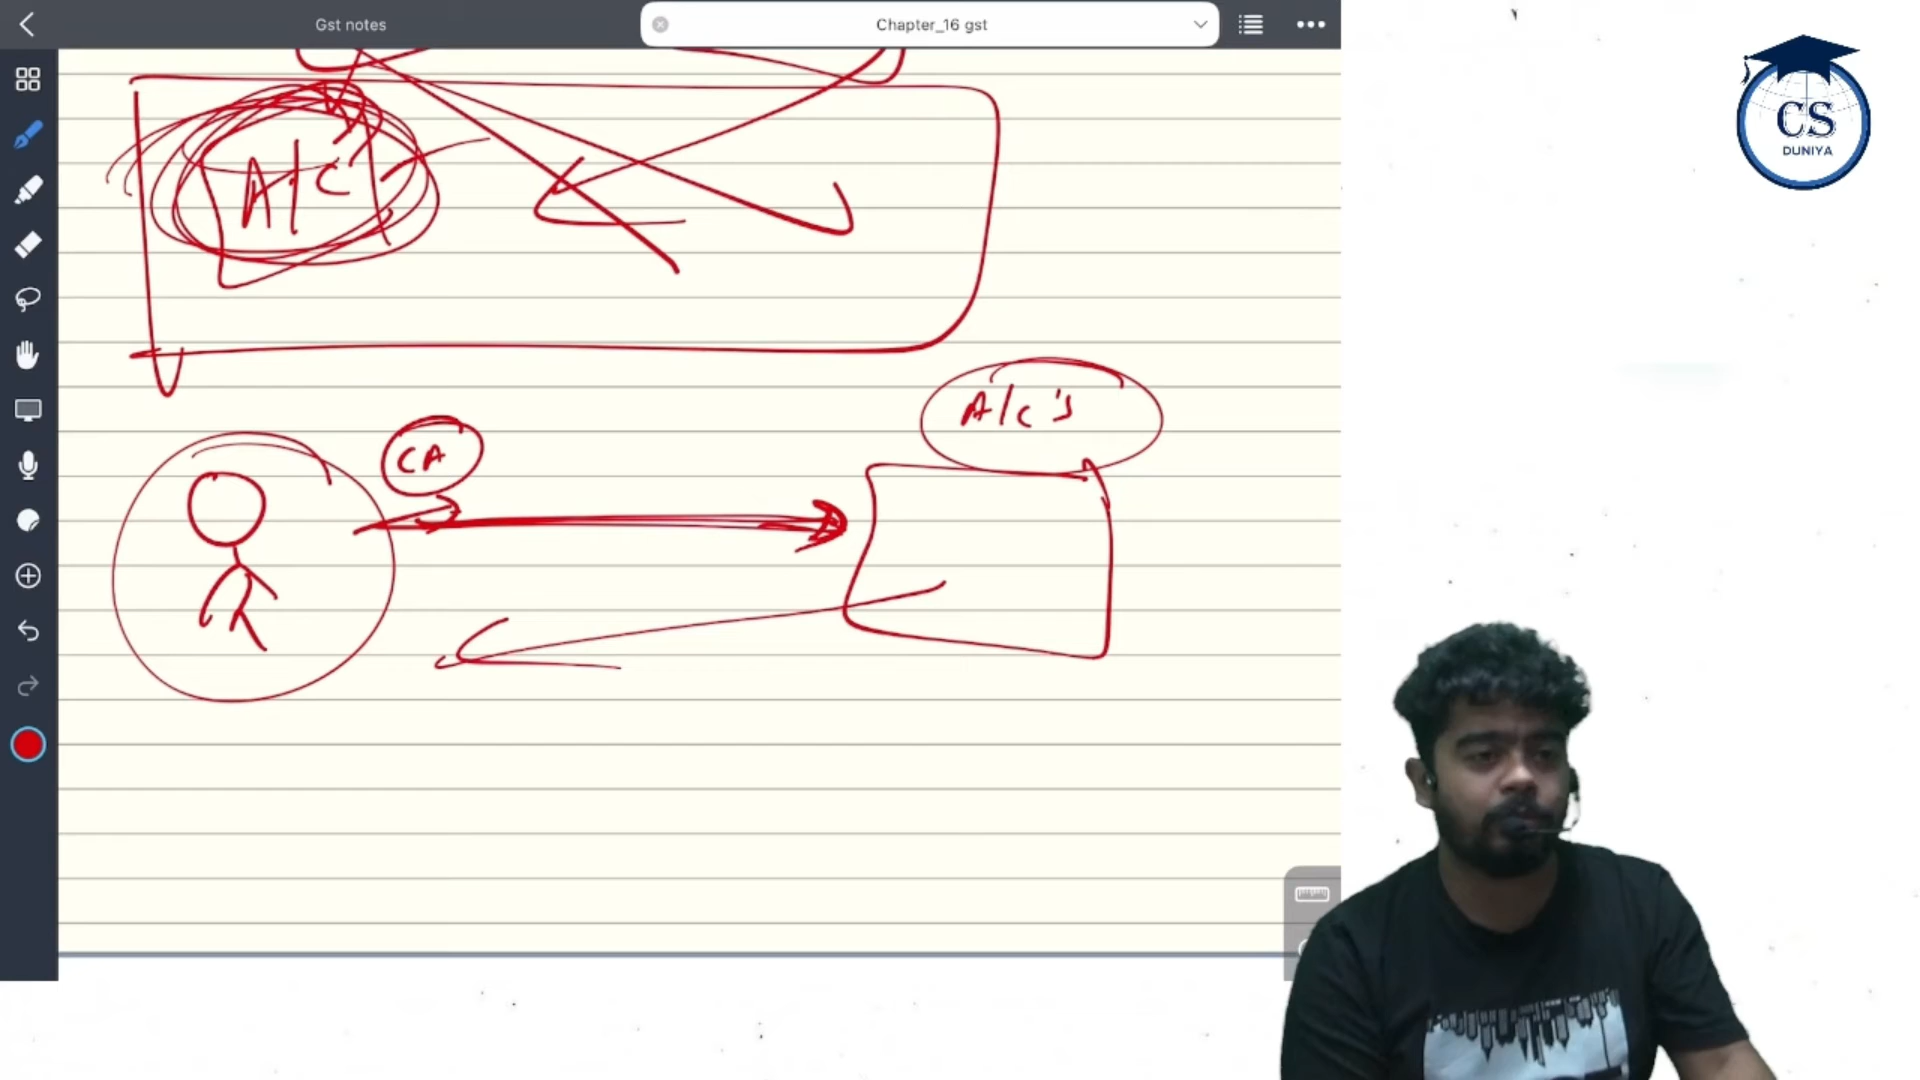 Gst notes
Chapter_16 gst
CS
DUNIYA
A/C
A/C's
CA